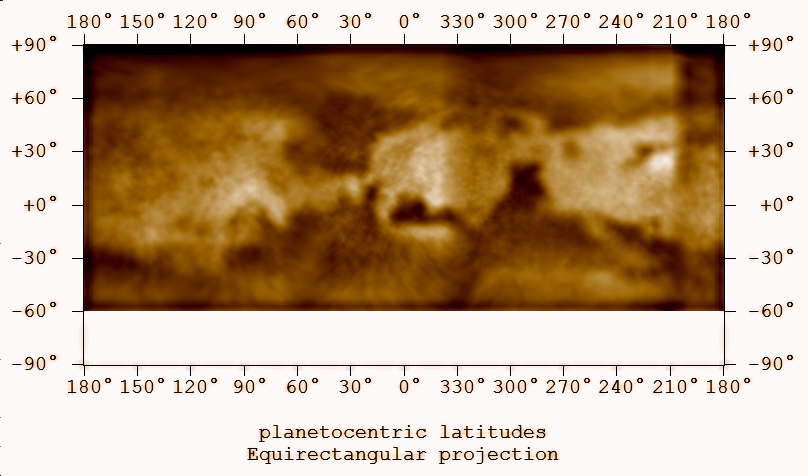 180° 150° 120° 90° 60° 30° 0° 330° 300° 270° 240° 210° 180°
+90° +90°
+60° +60°
+30° +30°
+0° +0°
−30° −30°
−60° −60°
−90° −90°
180° 150° 120° 90° 60° 30° 0° 330° 300° 270° 240° 210° 180°
planetocentric latitudes
Equirectangular projection